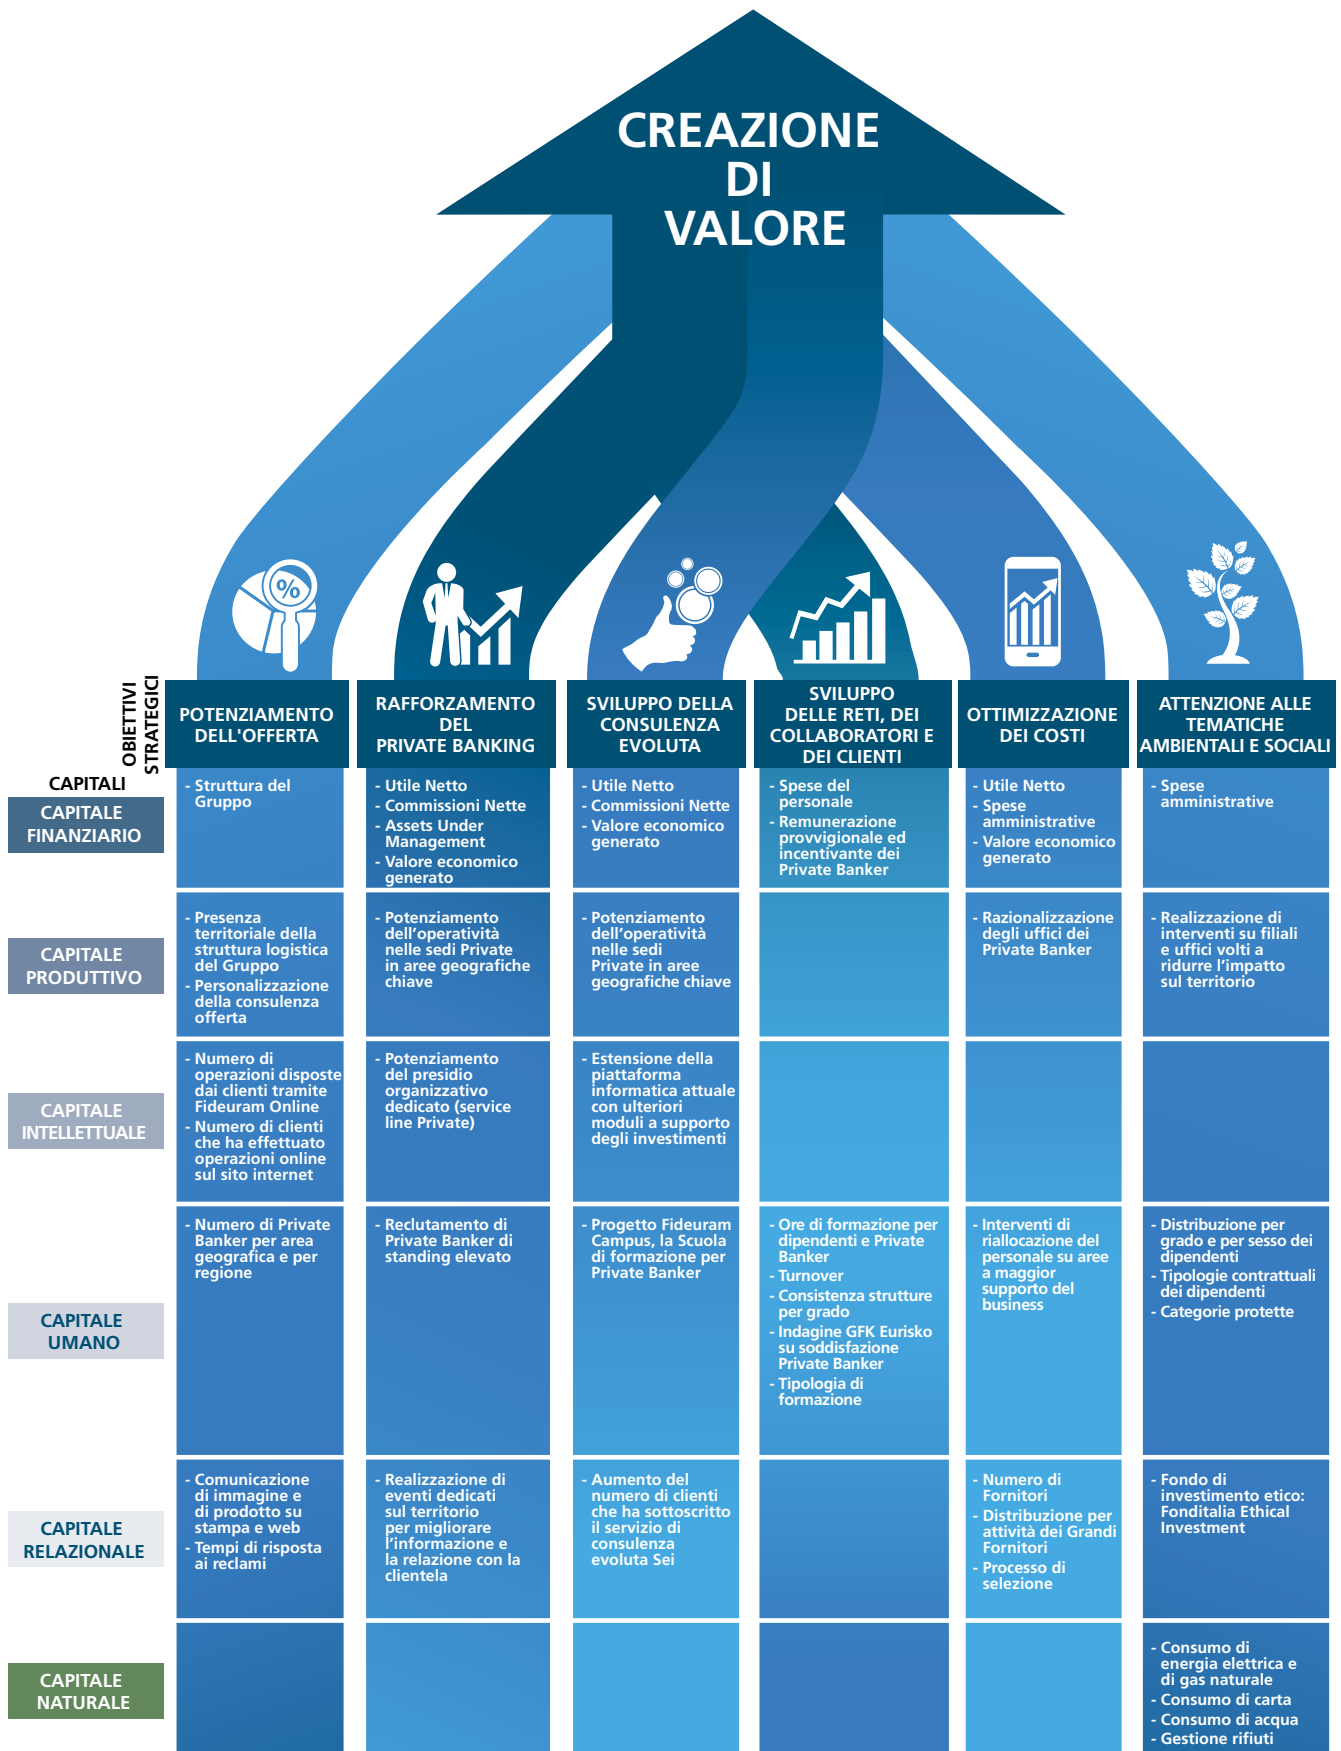 CREAZIONE
DI
VALORE
%
OBIETTIVI
STRATEGICI
POTENZIAMENTO
DELL'OFFERTA
RAFFORZAMENTO
DEL
PRIVATE BANKING
SVILUPPO DELLA
CONSULENZA
EVOLUTA
SVILUPPO
DELLE RETI, DEI
COLLABORATORI E
DEI CLIENTI
OTTIMIZZAZIONE
DEI COSTI
ATTENZIONE ALLE
TEMATICHE
AMBIENTALI E SOCIALI
CAPITALI
CAPITALE
FINANZIARIO
- Struttura del
Gruppo
- Utile Netto
- Commissioni Nette
- Assets Under
Management
- Valore economico
generato
- Utile Netto
- Commissioni Nette
- Valore economico
generato
- Spese del
personale
- Remunerazione
provvigionale ed
incentivante dei
Private Banker
- Utile Netto
- Spese
amministrative
- Valore economico
generato
- Spese
amministrative
CAPITALE
PRODUTTIVO
- Presenza
territoriale della
struttura logistica
del Gruppo
- Personalizzazione
della consulenza
offerta
- Potenziamento
dell’operatività
nelle sedi Private
in aree geografiche
chiave
- Potenziamento
dell’operatività
nelle sedi
Private in aree
geografiche chiave
- Razionalizzazione
degli uffici dei
Private Banker
- Realizzazione di
interventi su filiali
e uffici volti a
ridurre l’impatto
sul territorio
CAPITALE
INTELLETTUALE
- Numero di
operazioni disposte
dai clienti tramite
Fideuram Online
- Numero di clienti
che ha effettuato
operazioni online
sul sito internet
- Potenziamento
del presidio
organizzativo
dedicato (service
line Private)
- Estensione della
piattaforma
informatica attuale
con ulteriori
moduli a supporto
degli investimenti
CAPITALE
UMANO
- Numero di Private
Banker per area
geografica e per
regione
- Reclutamento di
Private Banker di
standing elevato
- Progetto Fideuram
Campus, la Scuola
di formazione per
Private Banker
- Ore di formazione per
dipendenti e Private
Banker
- Turnover
- Consistenza strutture
per grado
- Indagine GFK Eurisko
su soddisfazione
Private Banker
- Tipologia di
formazione
- Interventi di
riallocazione del
personale su aree
a maggior
supporto del
business
- Distribuzione per
grado e per sesso dei
dipendenti
- Tipologie contrattuali
dei dipendenti
- Categorie protette
CAPITALE
RELAZIONALE
- Comunicazione
di immagine e
di prodotto su
stampa e web
- Tempi di risposta
ai reclami
- Realizzazione di
eventi dedicati
sul territorio
per migliorare
l’informazione e
la relazione con la
clientela
- Aumento del
numero di clienti
che ha sottoscritto
il servizio di
consulenza
evoluta Sei
- Numero di
Fornitori
- Distribuzione per
attività dei Grandi
Fornitori
- Processo di
selezione
- Fondo di
investimento etico:
Fonditalia Ethical
Investment
CAPITALE
NATURALE
- Consumo di
energia elettrica e
di gas naturale
- Consumo di carta
- Consumo di acqua
- Gestione rifiuti